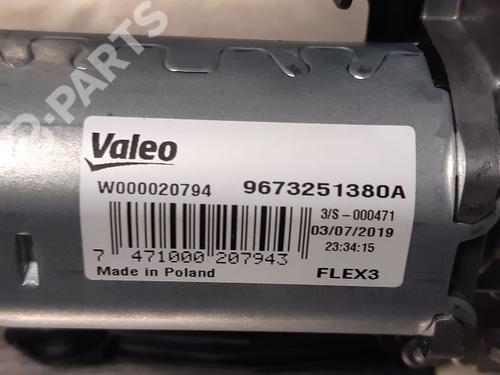 B-PARTS
Valeo
W000020794 9673251380A
3/S-000471
03/07/2019
23:34:15
7 471000 207943
Made in Poland FLEX3